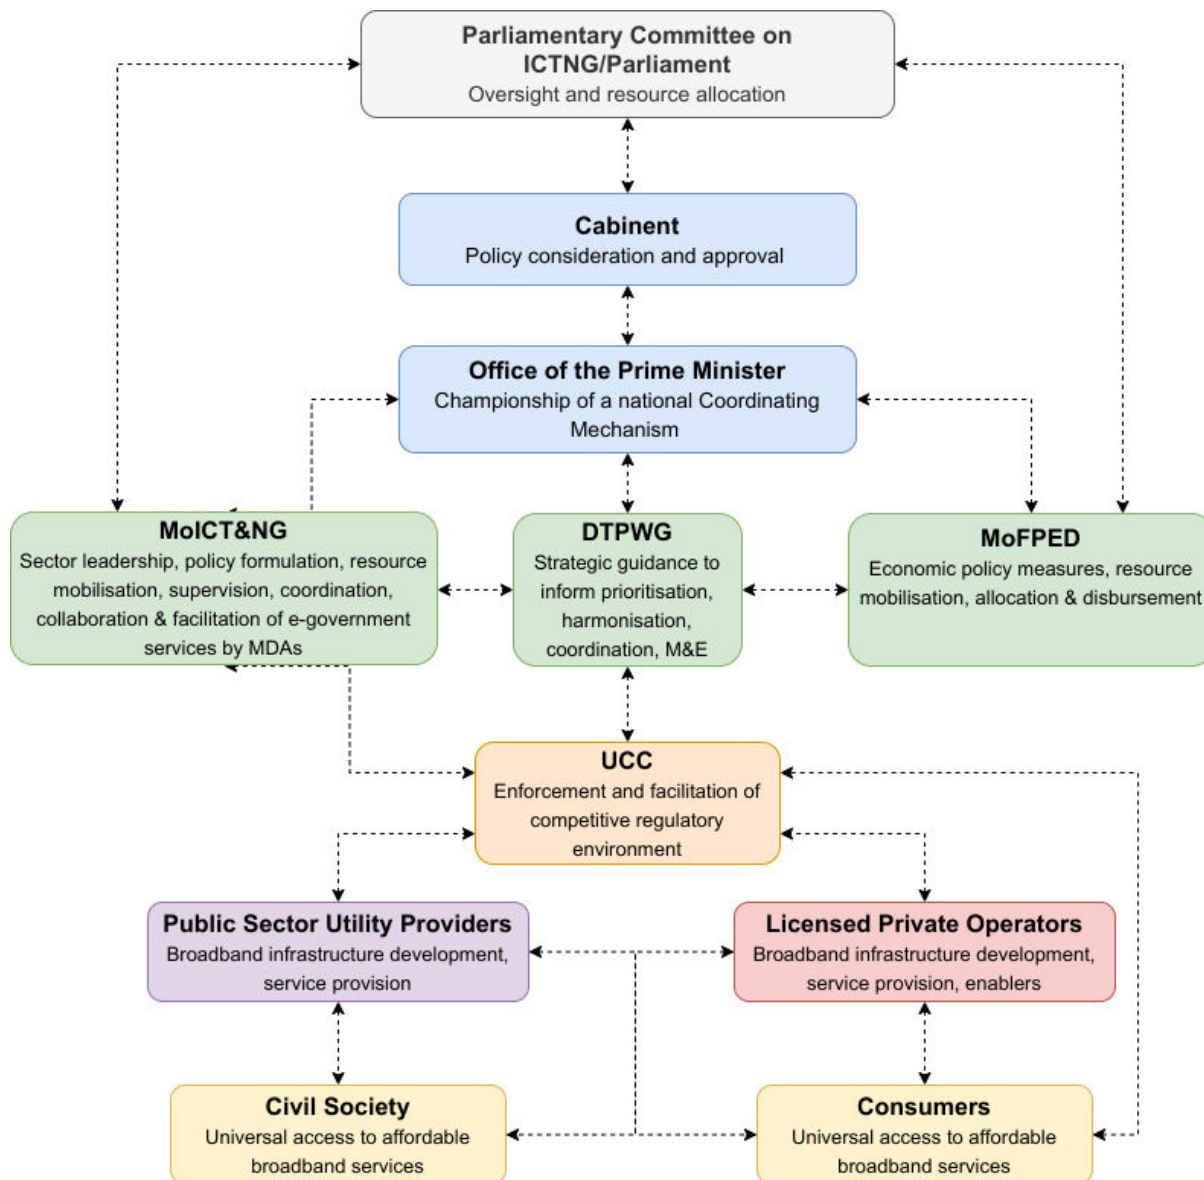 Parliamentary Committee on
ICTNG/Parliament
Oversight and resource allocation
Cabinent
Policy consideration and approval
Office of the Prime Minister
Championship of a national Coordinating
Mechanism
MoICT&NG
Sector leadership, policy formulation, resource
mobilisation, supervision, coordination,
collaboration & facilitation of e-government
services by MDAs
DTPWG
Strategic guidance to
inform prioritisation,
harmonisation,
coordination, M&E
MoFPED
Economic policy measures, resource
mobilisation, allocation & disbursement
UCC
Enforcement and facilitation of
competitive regulatory
environment
Public Sector Utility Providers
Broadband infrastructure development,
service provision
Licensed Private Operators
Broadband infrastructure development,
service provision, enablers
Civil Society
Universal access to affordable
broadband services
Consumers
Universal access to affordable
broadband services